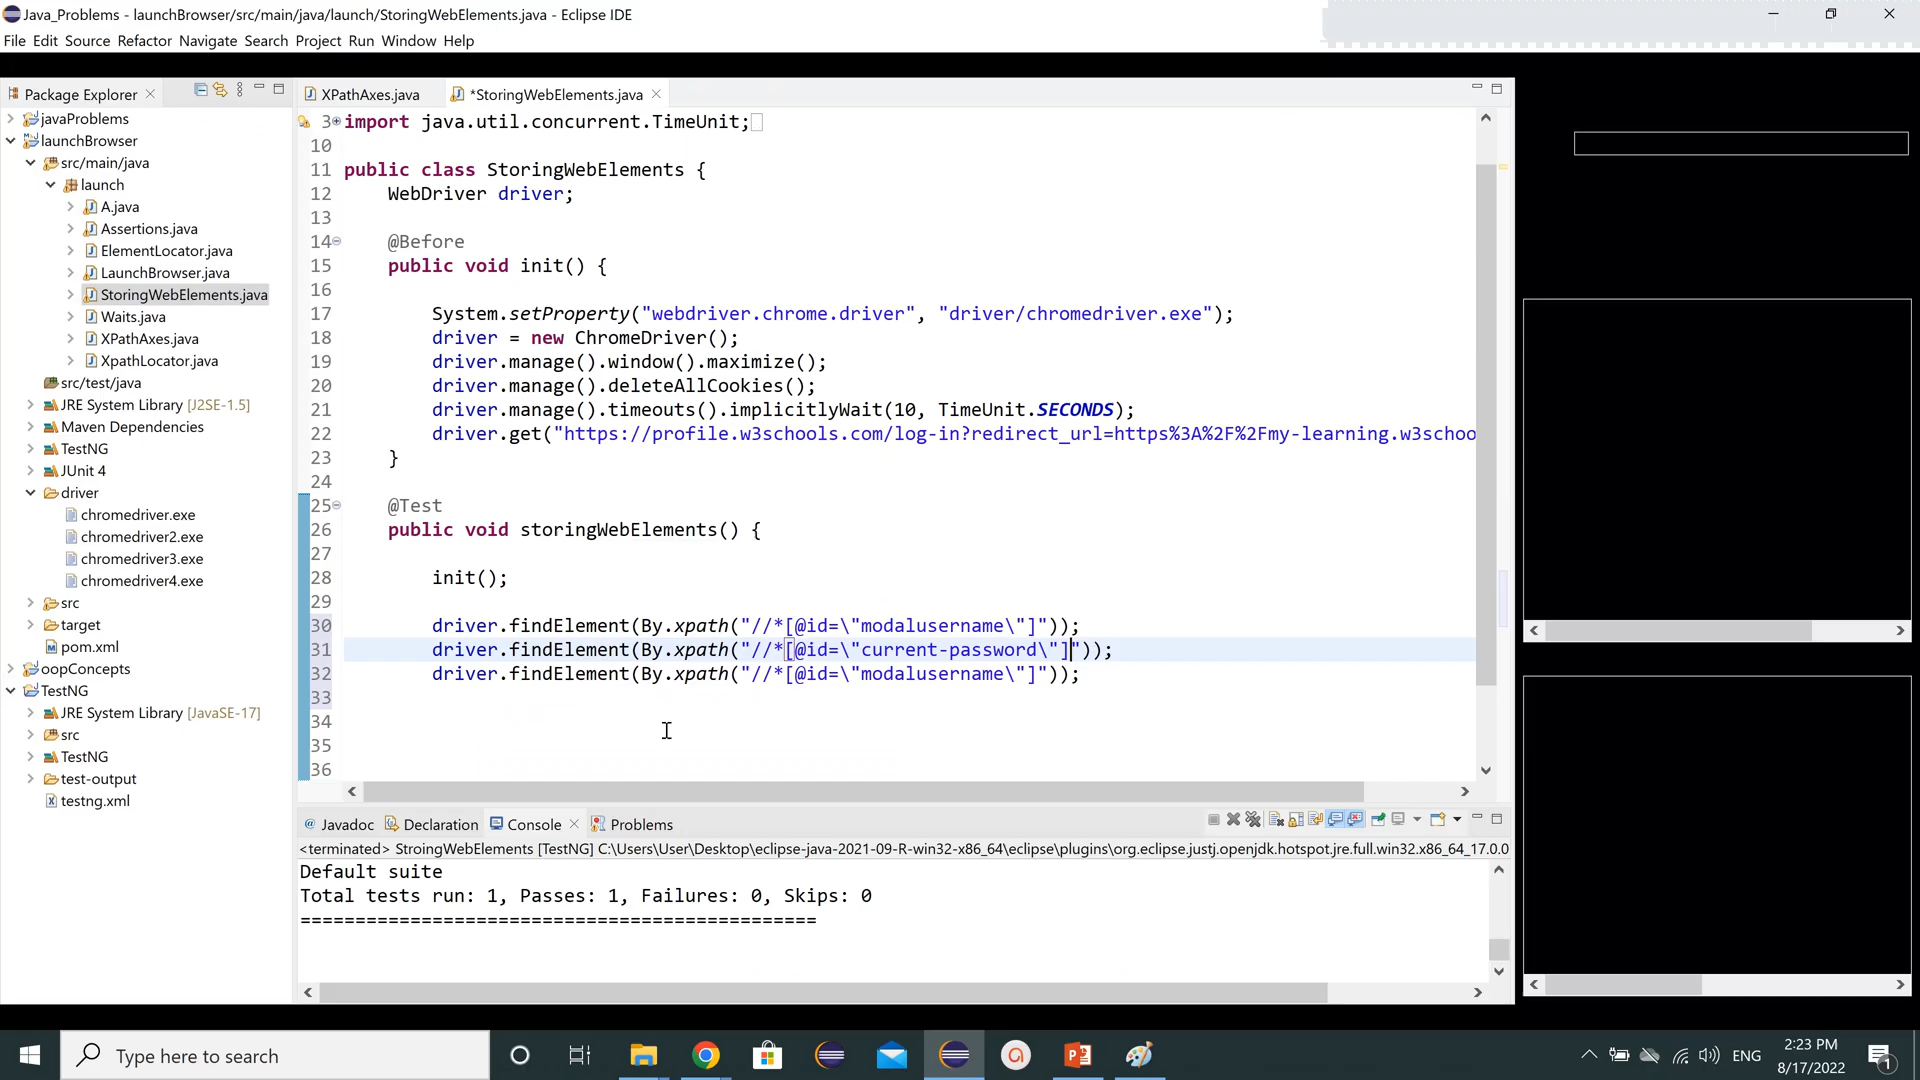 Java_Problems - launchBrowser/src/main/java/launch/StoringWebElements.java - Eclipse IDE
File Edit Source Refactor Navigate Search Project Run Window Help
Package Explorer
javaProblems
launchBrowser
src/main/java
launch
A.java
Assertions.java
ElementLocator.java
LaunchBrowser.java
StoringWebElements.java
Waits.java
XPathAxes.java
XpathLocator.java
src/test/java
JRE System Library [J2SE-1.5]
Maven Dependencies
TestNG
JUnit 4
driver
chromedriver.exe
chromedriver2.exe
chromedriver3.exe
chromedriver4.exe
src
target
pom.xml
oopConcepts
TestNG
JRE System Library [JavaSE-17]
src
TestNG
test-output
testng.xml
XPathAxes.java *StoringWebElements.java
3 import java.util.concurrent.TimeUnit;
10
11 public class StoringWebElements {
12 WebDriver driver;
13
14 @Before
15 public void init() {
16
17 System.setProperty("webdriver.chrome.driver", "driver/chromedriver.exe");
18 driver = new ChromeDriver();
19 driver.manage().window().maximize();
20 driver.manage().deleteAllCookies();
21 driver.manage().timeouts().implicitlyWait(10, TimeUnit.SECONDS);
22 driver.get("https://profile.w3schools.com/log-in?redirect_url=https%3A%2F%2Fmy-learning.w3schoo
23 }
24
25 @Test
26 public void storingWebElements() {
27
28 init();
29
30 driver.findElement(By.xpath("//*[@id=\"modalusername\"]"));
31 driver.findElement(By.xpath("//*[@id=\"current-password\"]"));
32 driver.findElement(By.xpath("//*[@id=\"modalusername\"]"));
33
34
35
36
@ Javadoc Declaration Console Problems
<terminated> StroingWebElements [TestNG] C:\Users\User\Desktop\eclipse-java-2021-09-R-win32-x86_64\eclipse\plugins\org.eclipse.justj.openjdk.hotspot.jre.full.win32.x86_64_17.0.0
Default suite
Total tests run: 1, Passes: 1, Failures: 0, Skips: 0
===============================================
Type here to search
ENG
2:23 PM
8/17/2022
1